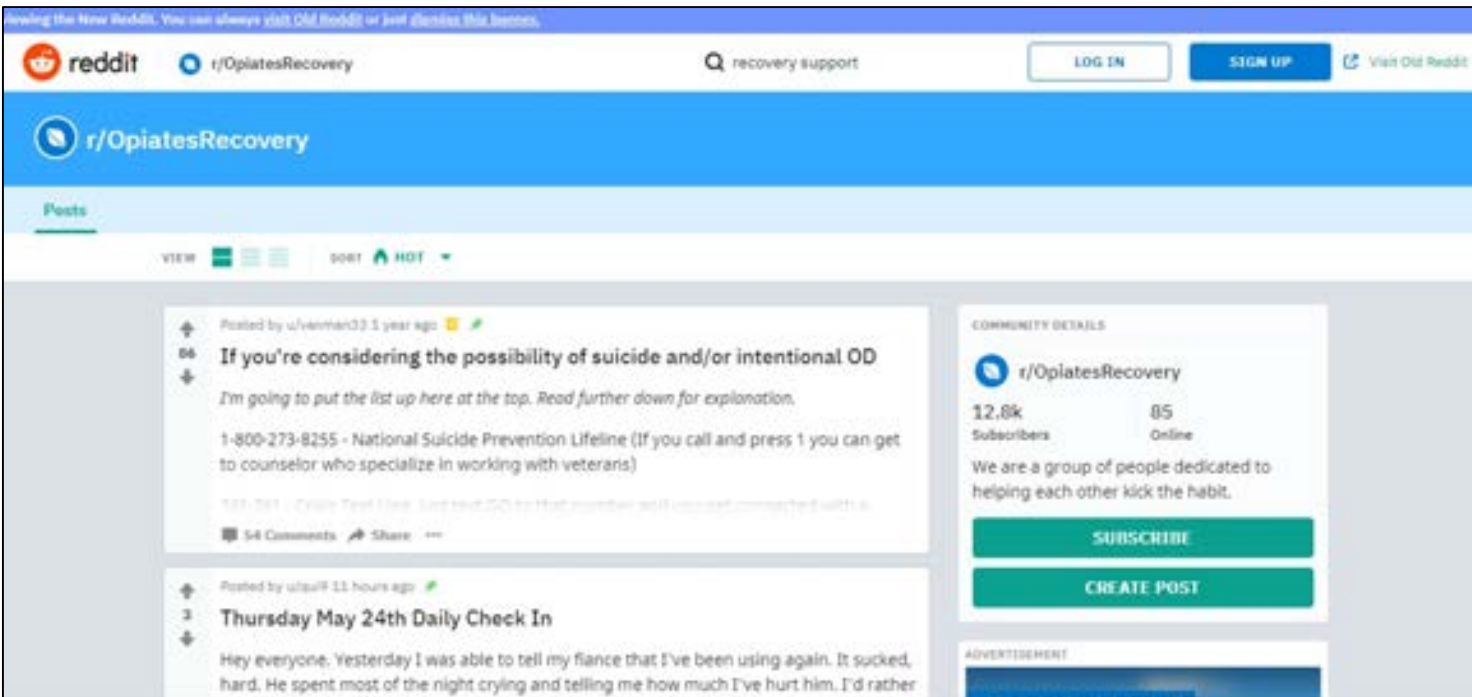 viewing the New Reddit. You can always visit Old Reddit or just dismiss this banner.
reddit r/OpiatesRecovery recovery support LOG IN SIGN UP Visit Old Reddit
r/OpiatesRecovery
Posts
VIEW SORT HOT
Posted by 1 year ago
If you're considering the possibility of suicide and/or intentional OD
I'm going to put the list up here at the top. Read further down for explanation.
1-800-273-8255 - National Suicide Prevention Lifeline (If you call and press 1 you can get
to counselor who specialize in working with veterans)
54 Comments Share
Posted by 11 hours ago
3
Thursday May 24th Daily Check In
Hey everyone. Yesterday I was able to tell my fiance that I've been using again. It sucked,
hard. He spent most of the night crying and telling me how much I've hurt him. I'd rather
COMMUNITY DETAILS
r/OpiatesRecovery
12.8k 85
Subscribers Online
We are a group of people dedicated to
helping each other kick the habit.
SUBSCRIBE
CREATE POST
ADVERTISEMENT